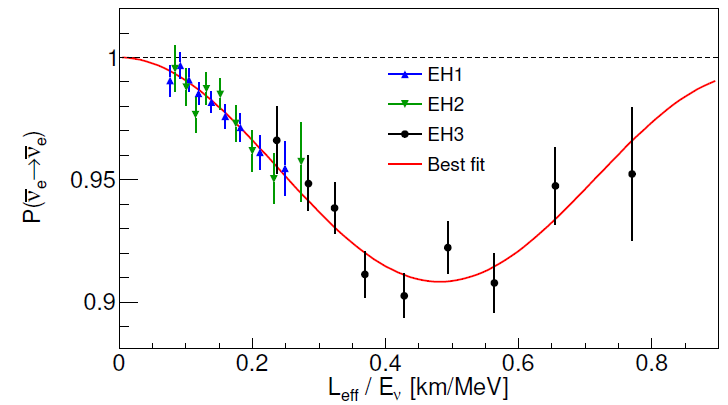 P(ν̅e→ν̅e)
1
0.95
0.9
EH1
EH2
EH3
Best fit
0 0.2 0.4 0.6 0.8
Leff / Eν [km/MeV]